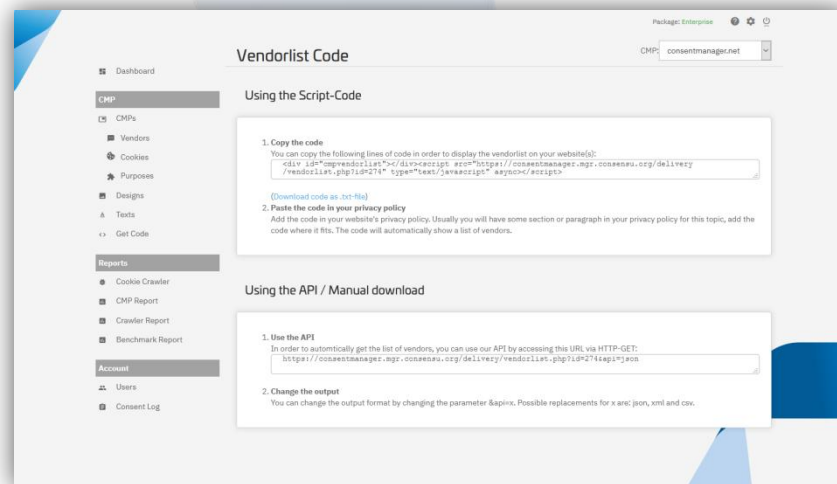 Package: Enterprise
Vendorlist Code
CMP: consentmanager.net
Dashboard
CMP
CMPs
Vendors
Cookies
Purposes
Designs
Texts
Get Code
Reports
Cookie Crawler
CMP Report
Crawler Report
Benchmark Report
Account
Users
Consent Log
Using the Script-Code
1. Copy the code
You can copy the following lines of code in order to display the vendorlist on your website(s):
<div id="cmpvendorlist"></div><script src="https://consentmanager.mgr.consensu.org/delivery
/vendorlist.php?id=274" type="text/javascript" async></script>
(Download code as .txt-file)
2. Paste the code in your privacy policy
Add the code in your website's privacy policy. Usually you will have some section or paragraph in your privacy policy for this topic, add the
code where it fits. The code will automatically show a list of vendors.
Using the API / Manual download
1. Use the API
In order to automtically get the list of vendors, you can use our API by accessing this URL via HTTP-GET:
https://consentmanager.mgr.consensu.org/delivery/vendorlist.php?id=274&api=json
2. Change the output
You can change the output format by changing the parameter &api=x. Possible replacements for x are: json, xml and csv.